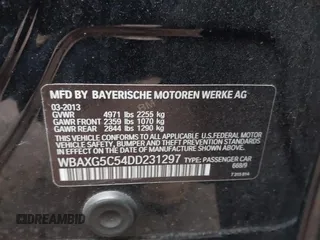 MFD BY BAYERISCHE MOTOREN WERKE AG
03-2013
GVWR 4971 lbs 2255 kg
GAWR FRONT 2359 lbs 1070 kg
GAWR REAR 2844 lbs 1290 kg
THIS VEHICLE CONFORMS TO ALL APPLICABLE
FEDERAL MOTOR VEHICLE SAFETY, BUMPER,
AND THEFT PREVENTION STANDARDS IN EFFECT
ON THE DATE OF MANUFACTURE SHOWN ABOVE.
WBAXG5C54DD231297 TYPE: PASSENGER CAR
668/9
DREAMBID